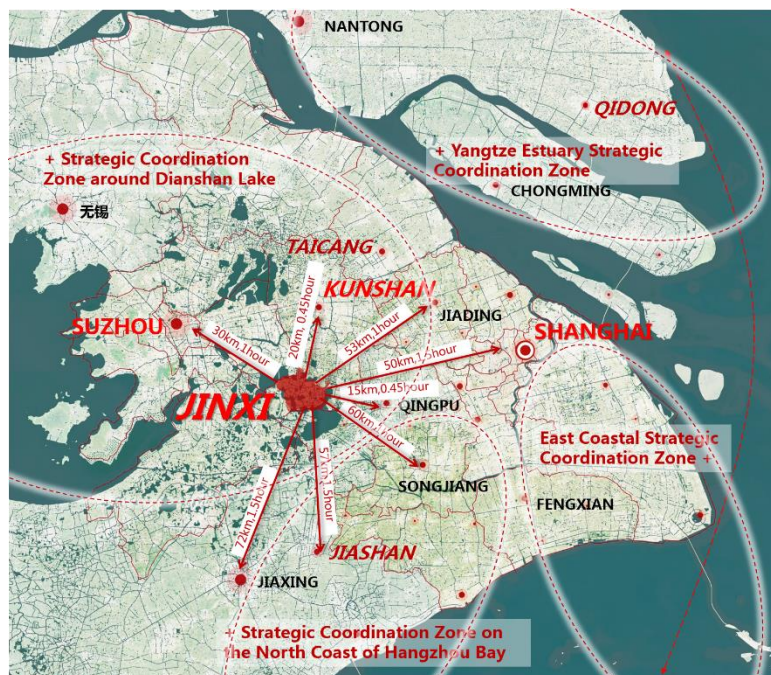 NANTONG
QIDONG
+ Strategic Coordination
Zone around Dianshan Lake
+ Yangtze Estuary Strategic
Coordination Zone
CHONGMING
无锡
TAICANG
KUNSHAN
JIADING
SUZHOU
SHANGHAI
30km,1hour
20km, 0.45hour
53km,1hour
50km,1.5hour
15km,0.45hour
JINXI
QINGPU
60km,1hour
East Coastal Strategic
Coordination Zone +
SONGJIANG
FENGXIAN
57km,1.5hour
72km,1.5hour
JIASHAN
JIAXING
+ Strategic Coordination Zone on
the North Coast of Hangzhou Bay